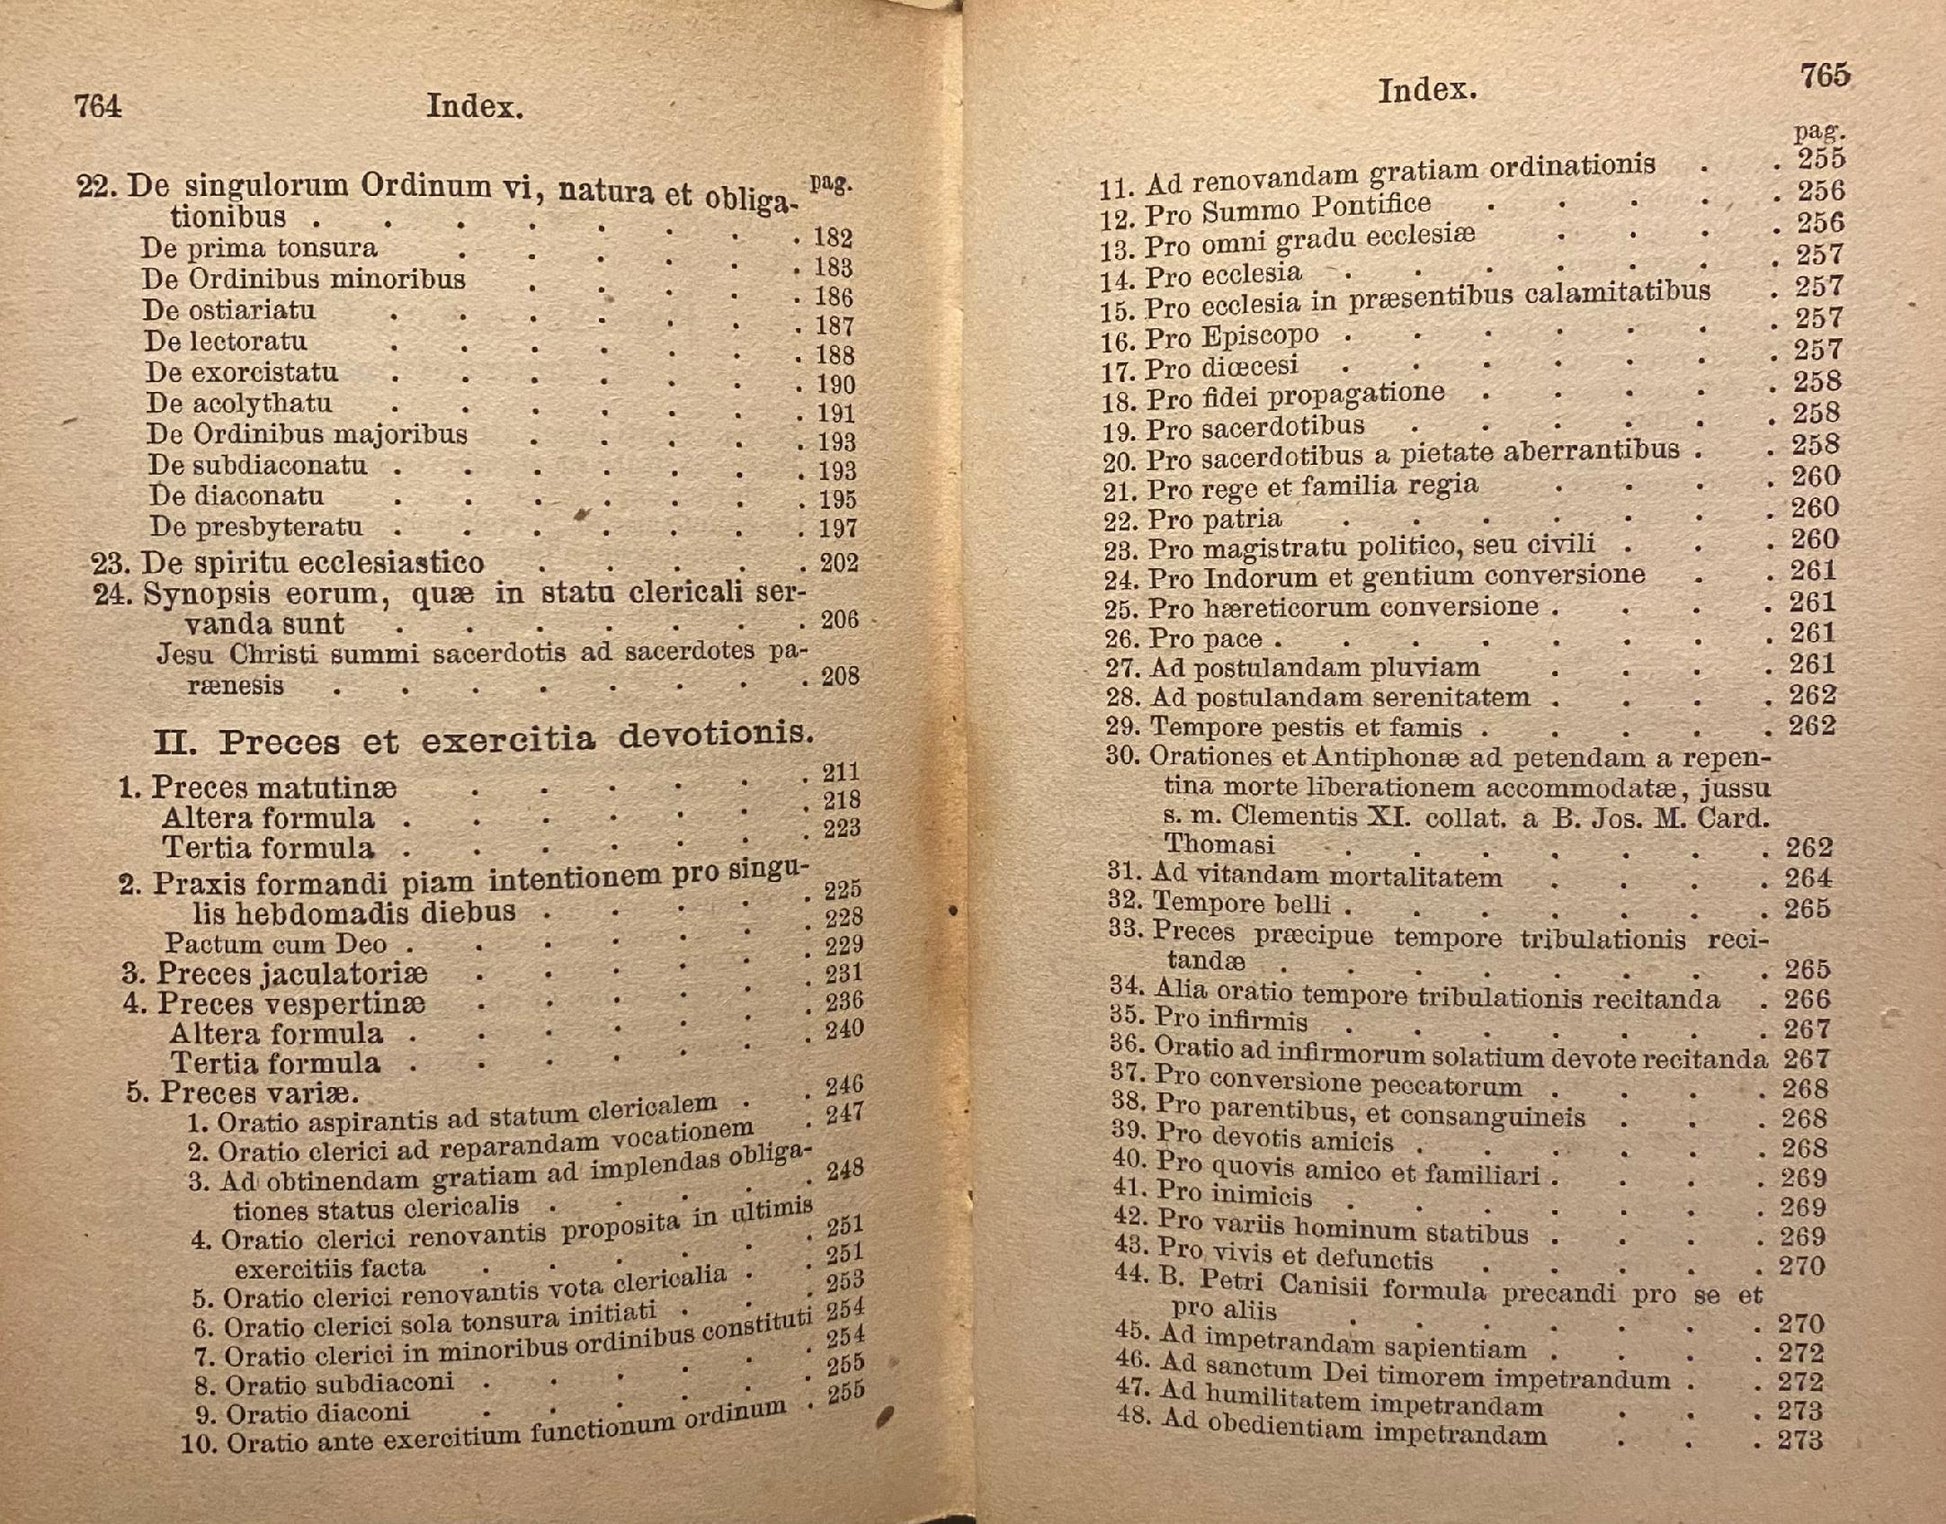 764 Index.
pag.
22. De singulorum Ordinum vi, natura et obliga-
tionibus . . . . . . . . 182
De prima tonsura . . . . . . 183
De Ordinibus minoribus . . . . . 186
De ostiariatu . . . . . . . 187
De lectoratu . . . . . . . 188
De exorcistatu . . . . . . . 190
De acolythatu . . . . . . . 191
De Ordinibus majoribus . . . . . 193
De subdiaconatu . . . . . . . 193
De diaconatu . . . . . . . 195
De presbyteratu . . . . . . . 197
23. De spiritu ecclesiastico . . . . . 202
24. Synopsis eorum, quæ in statu clericali ser-
vanda sunt . . . . . . . 206
Jesu Christi summi sacerdotis ad sacerdotes pa-
rænesis . . . . . . . . 208
II. Preces et exercitia devotionis.
1. Preces matutinæ . . . . . . 211
Altera formula . . . . . . . 218
Tertia formula . . . . . . . 223
2. Praxis formandi piam intentionem pro singu-
lis hebdomadis diebus . . . . . 225
Pactum cum Deo . . . . . . . 228
3. Preces jaculatoriæ . . . . . . 229
4. Preces vespertinæ . . . . . . 231
Altera formula . . . . . . . 236
Tertia formula . . . . . . . 240
5. Preces variæ.
1. Oratio aspirantis ad statum clericalem . . 246
2. Oratio clerici ad reparandam vocationem . 247
3. Ad obtinendam gratiam ad implendas obliga-
tiones status clericalis . . . . . 248
4. Oratio clerici renovantis proposita in ultimis
exercitiis facta . . . . . . 251
5. Oratio clerici renovantis vota clericalia . . 251
6. Oratio clerici sola tonsura initiati . . . 253
7. Oratio clerici in minoribus ordinibus constituti 254
8. Oratio subdiaconi . . . . . . 254
9. Oratio diaconi . . . . . . 255
10. Oratio ante exercitium functionum ordinum . 255
Index. 765
pag.
11. Ad renovandam gratiam ordinationis . . 255
12. Pro Summo Pontifice . . . . . 256
13. Pro omni gradu ecclesiæ . . . . 256
14. Pro ecclesia . . . . . . . 257
15. Pro ecclesia in præsentibus calamitatibus . 257
16. Pro Episcopo . . . . . . . 257
17. Pro diœcesi . . . . . . . 257
18. Pro fidei propagatione . . . . . 258
19. Pro sacerdotibus . . . . . . 258
20. Pro sacerdotibus a pietate aberrantibus . . 258
21. Pro rege et familia regia . . . . 260
22. Pro patria . . . . . . . 260
23. Pro magistratu politico, seu civili . . . 260
24. Pro Indorum et gentium conversione . . 261
25. Pro hæreticorum conversione . . . . 261
26. Pro pace . . . . . . . . 261
27. Ad postulandam pluviam . . . . 261
28. Ad postulandam serenitatem . . . . 262
29. Tempore pestis et famis . . . . . 262
30. Orationes et Antiphonæ ad petendam a repen-
tina morte liberationem accommodatæ, jussu
s. m. Clementis XI. collat. a B. Jos. M. Card.
Thomasi . . . . . . . 262
31. Ad vitandam mortalitatem . . . . 264
32. Tempore belli . . . . . . . 265
33. Preces præcipue tempore tribulationis reci-
tandæ . . . . . . . . 265
34. Alia oratio tempore tribulationis recitanda . 266
35. Pro infirmis . . . . . . . 267
36. Oratio ad infirmorum solatium devote recitanda 267
37. Pro conversione peccatorum . . . . 268
38. Pro parentibus, et consanguineis . . . 268
39. Pro devotis amicis . . . . . . 268
40. Pro quovis amico et familiari . . . . 269
41. Pro inimicis . . . . . . . 269
42. Pro variis hominum statibus . . . . 269
43. Pro vivis et defunctis . . . . . 270
44. B. Petri Canisii formula precandi pro se et
pro aliis . . . . . . . 270
45. Ad impetrandam sapientiam . . . . 272
46. Ad sanctum Dei timorem impetrandum . . 272
47. Ad humilitatem impetrandam . . . 273
48. Ad obedientiam impetrandam . . . 273